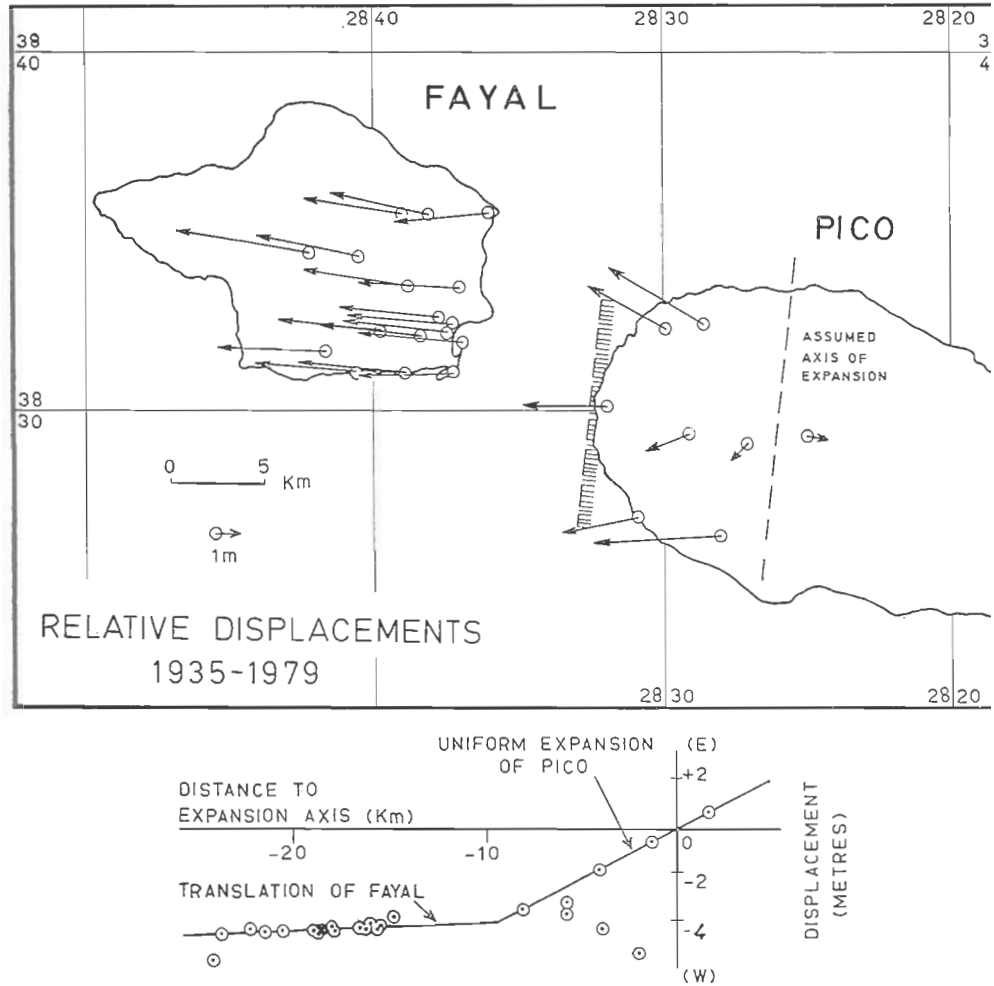 28 40
28 30
28 20
38
40
3
4
FAYAL
PICO
ASSUMED
AXIS OF
EXPANSION
38
30
0 5 Km
1m
RELATIVE DISPLACEMENTS
1935-1979
28 30
28 20
UNIFORM EXPANSION
OF PICO
(E)
+2
DISTANCE TO
EXPANSION AXIS (Km)
-20
-10
0
-2
TRANSLATION OF FAYAL
-4
(W)
DISPLACEMENT
(METRES)